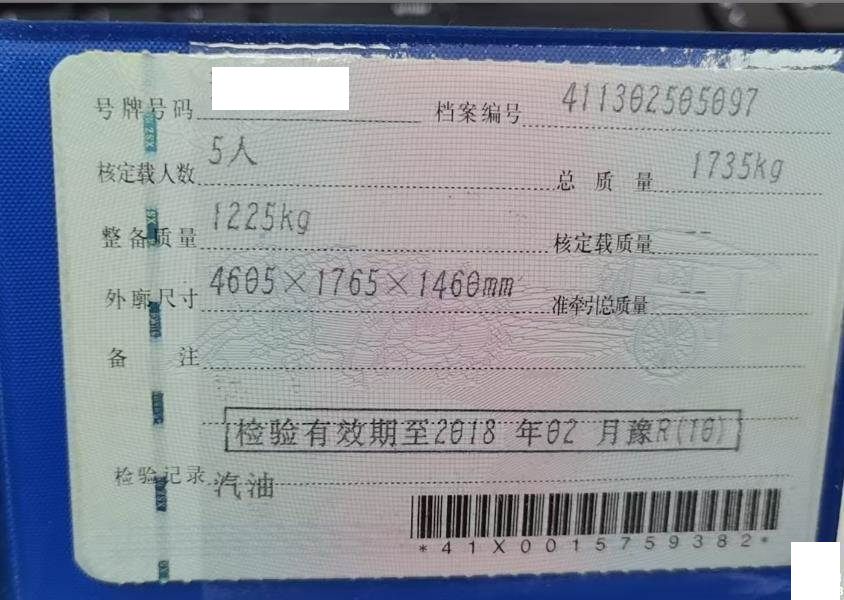 号牌号码 档案编号 411302505097
核定载人数 5人 总质量 1735kg
整备质量 1225kg 核定载质量 --
外廓尺寸 4605×1765×1460mm 准牵引总质量 --
备注
检验有效期至2018 年02 月豫R(10)
检验记录 汽油
*41X0015759382*